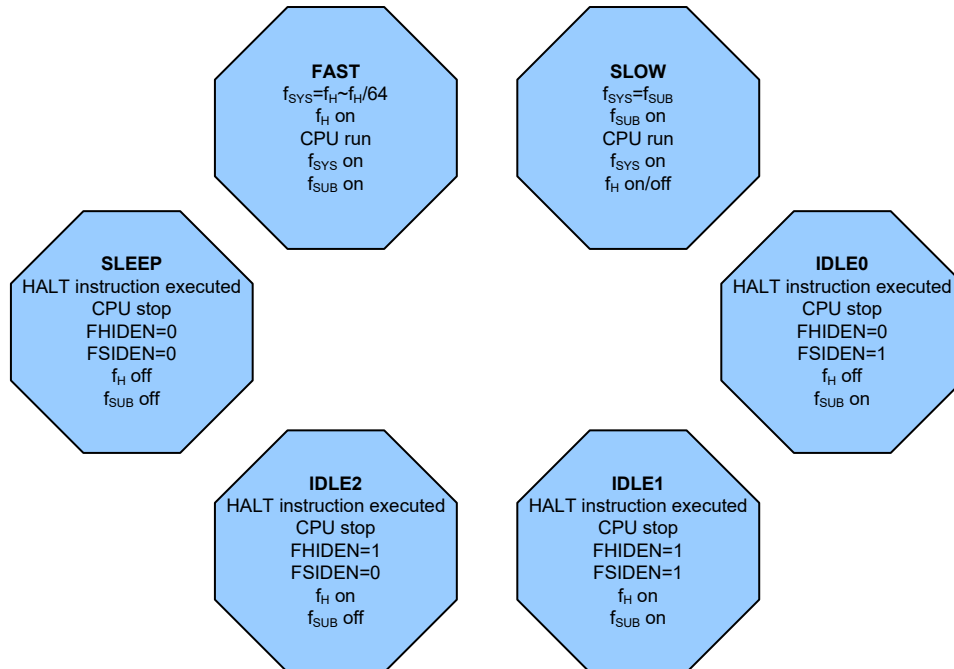 FAST
fSYS=fH~fH/64
fH on
CPU run
fSYS on
fSUB on
SLOW
fSYS=fSUB
fSUB on
CPU run
fSYS on
fH on/off
SLEEP
HALT instruction executed
CPU stop
FHIDEN=0
FSIDEN=0
fH off
fSUB off
IDLE0
HALT instruction executed
CPU stop
FHIDEN=0
FSIDEN=1
fH off
fSUB on
IDLE2
HALT instruction executed
CPU stop
FHIDEN=1
FSIDEN=0
fH on
fSUB off
IDLE1
HALT instruction executed
CPU stop
FHIDEN=1
FSIDEN=1
fH on
fSUB on